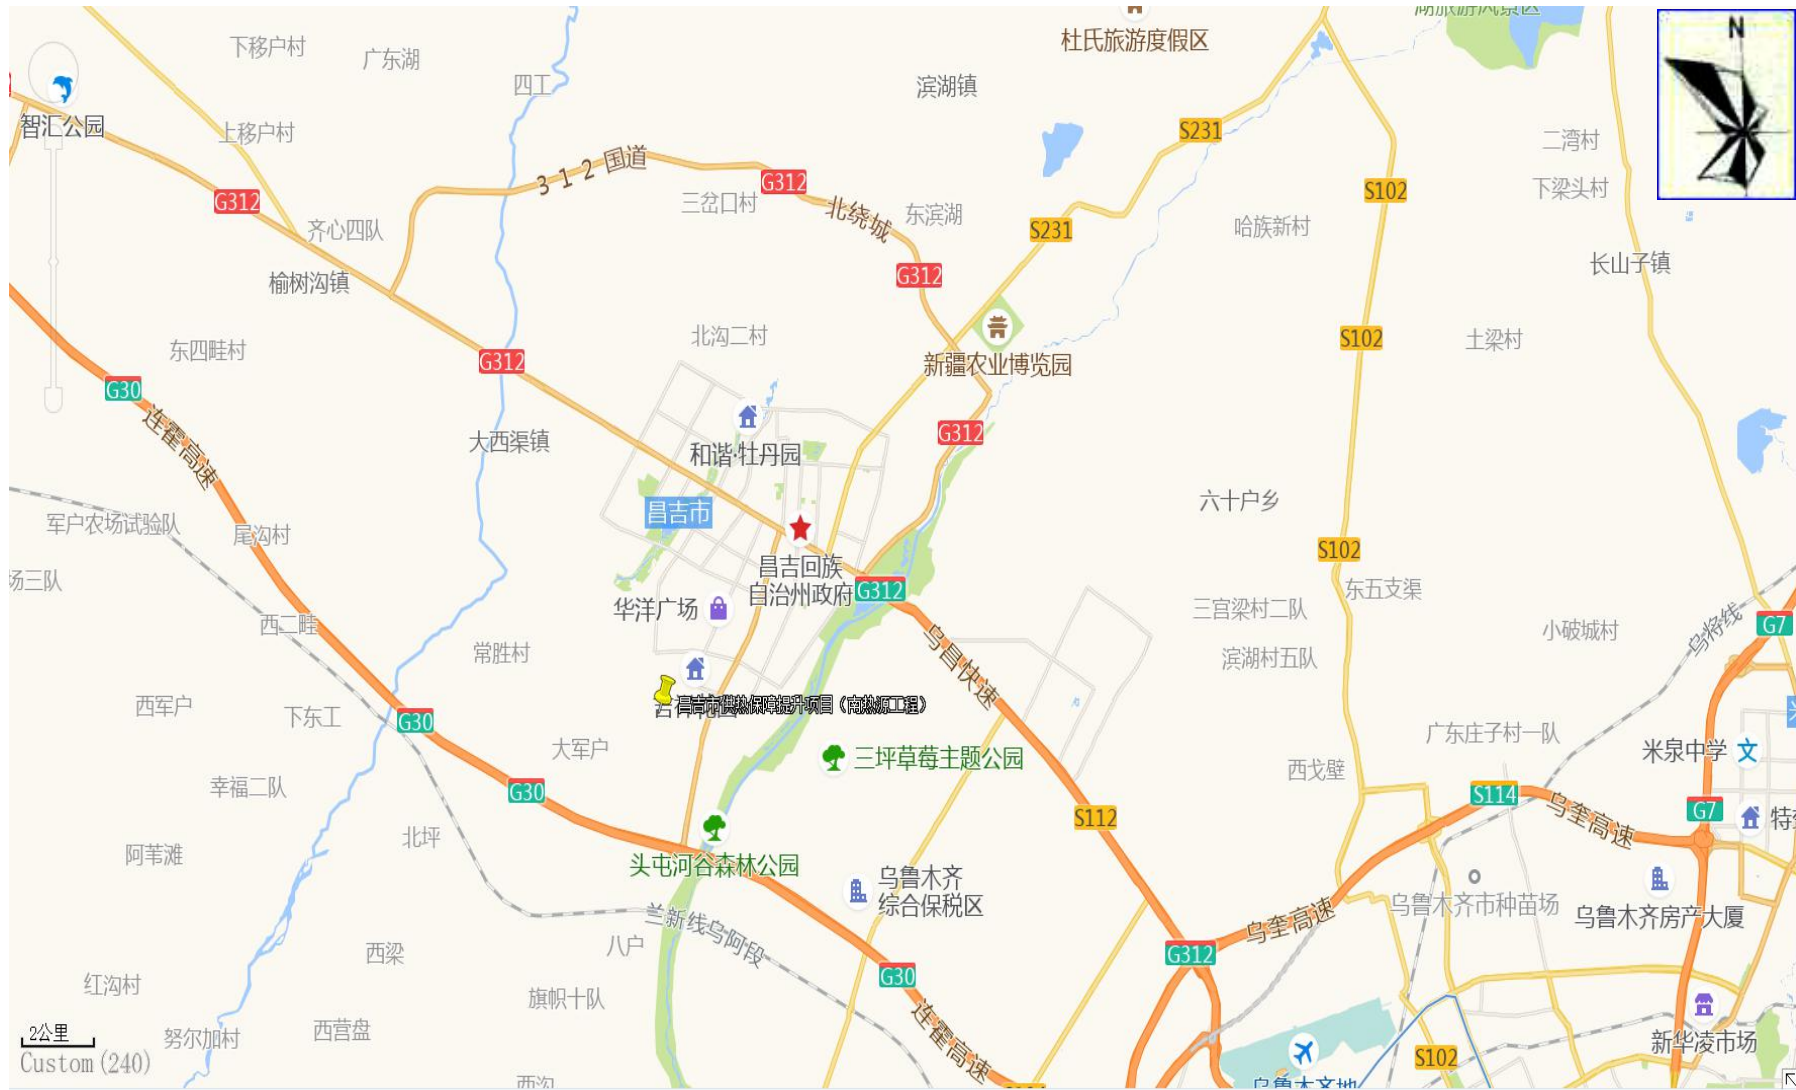 杜氏旅游度假区
N
下移户村
广东湖
四工
滨湖镇
智汇公园
上移户村
S231
二湾村
312国道
G312
G312
三岔口村
S102
下梁头村
齐心四队
北绕城
东滨湖
S231
哈族新村
长山子镇
榆树沟镇
G312
北沟二村
新疆农业博览园
S102
土梁村
东四畦村
G312
G30
连霍高速
大西渠镇
G312
和谐·牡丹园
六十户乡
军户农场试验队
尾沟村
昌吉市
S102
场三队
昌吉回族
自治州政府
G312
东五支渠
西二畦
华洋广场
三宫梁村二队
小破城村
乌将线
G7
常胜村
滨湖村五队
乌昌快速
西军户
下东工
G30
昌吉市供热保障提升项目（南热源工程）
大军户
三坪草莓主题公园
广东庄子村一队
米泉中学
文
幸福二队
G30
西戈壁
S114
乌奎高速
G7
S112
北坪
阿苇滩
头屯河谷森林公园
乌鲁木齐
综合保税区
乌鲁木齐市种苗场
乌鲁木齐房产大厦
兰新线乌阿段
乌奎高速
西梁
八户
G312
红沟村
G30
旗帜十队
连霍高速
2公里
努尔加村
西营盘
新华凌市场
Custom(240)
S102
西沟